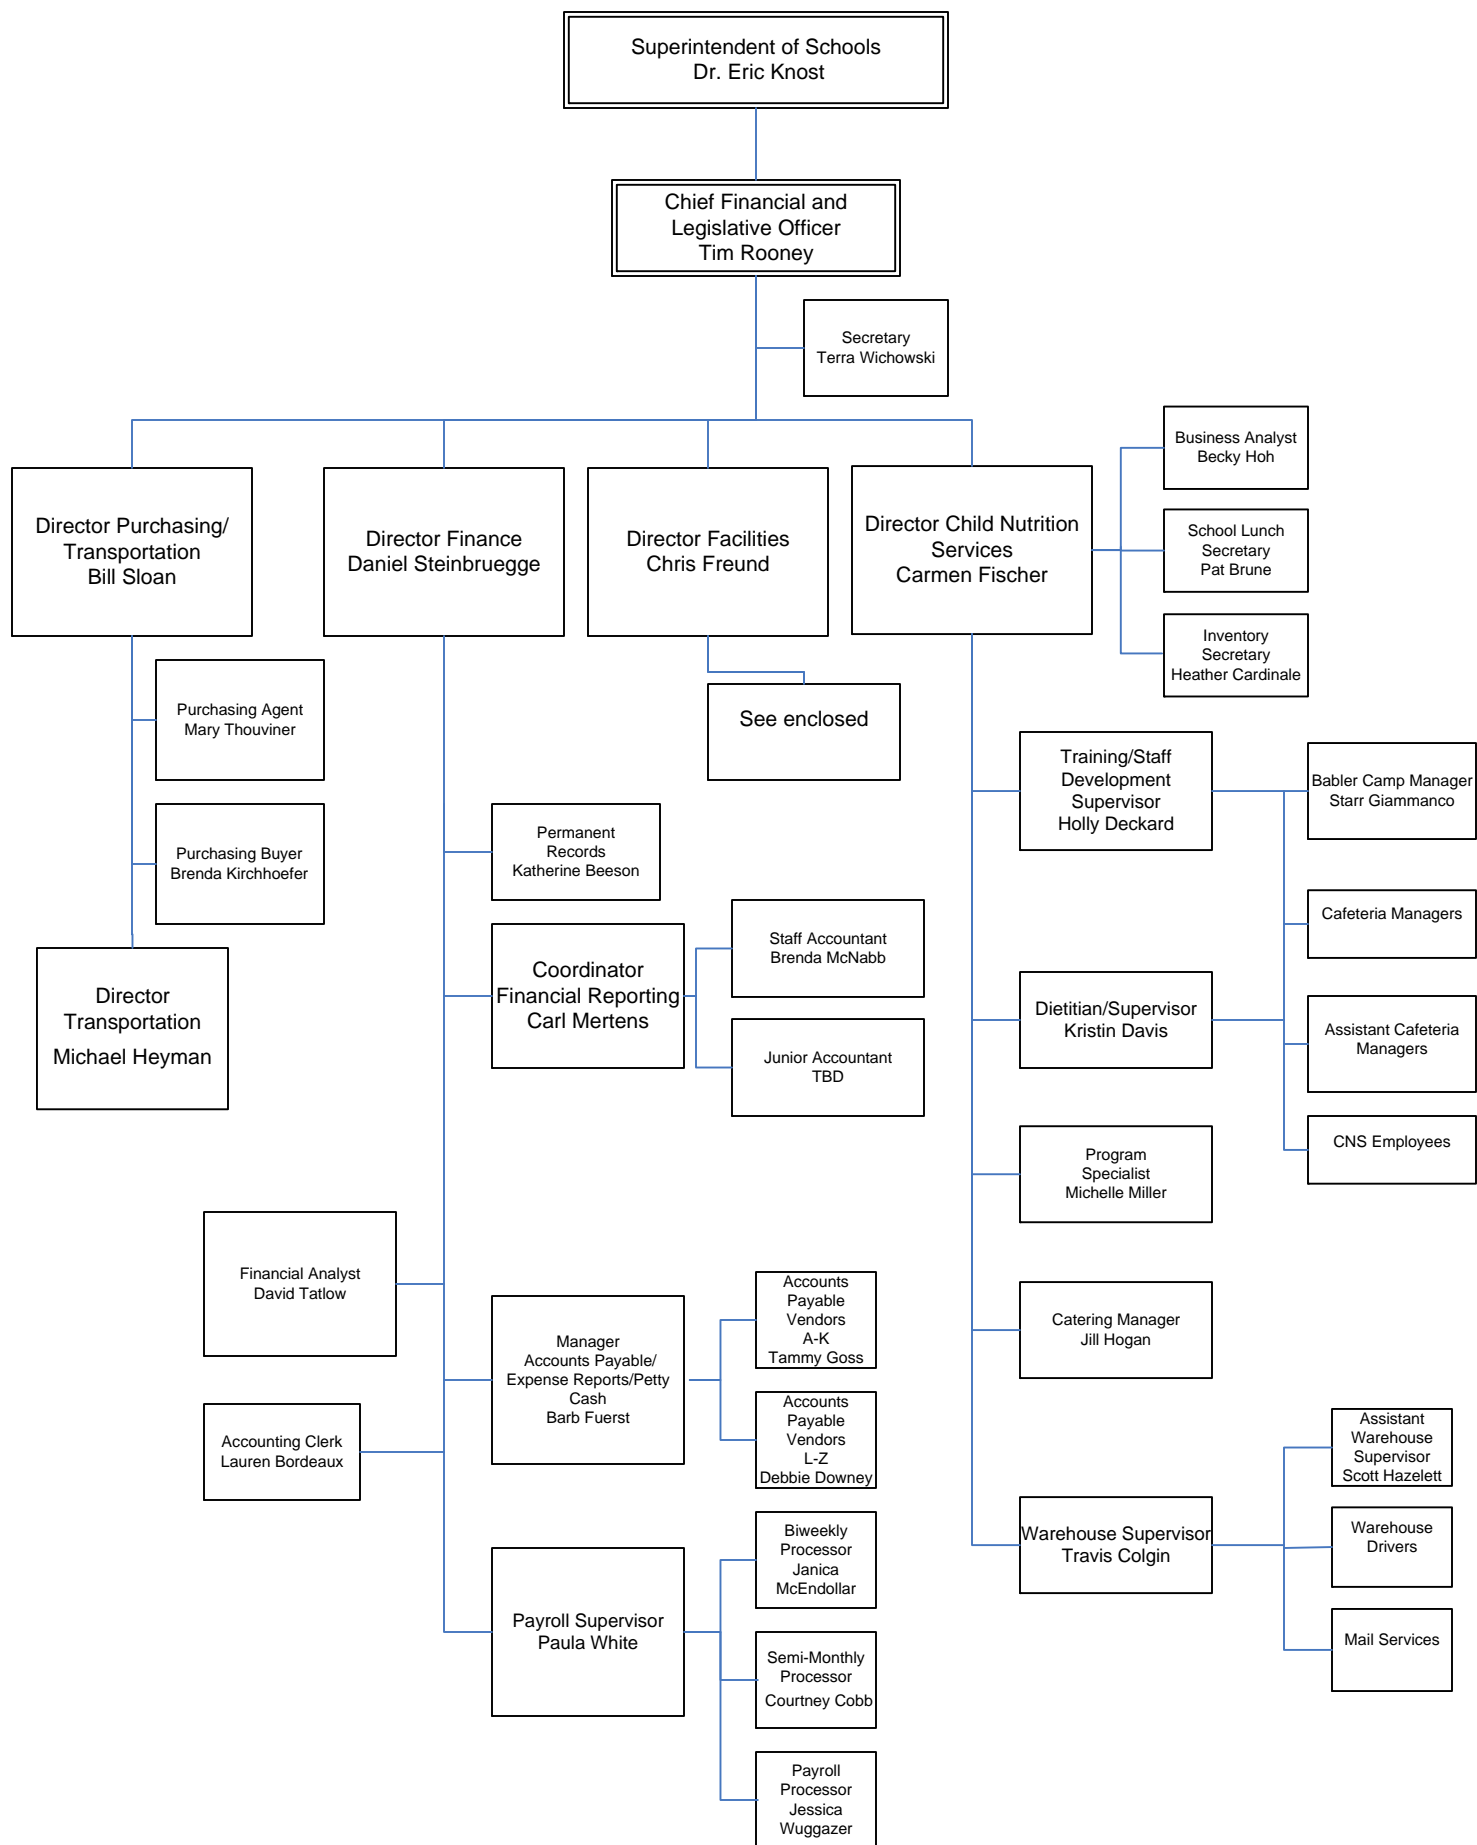 Superintendent of Schools
Dr. Eric Knost
Chief Financial and
Legislative Officer
Tim Rooney
Secretary
Terra Wichowski
Director Purchasing/
Transportation
Bill Sloan
Director Finance
Daniel Steinbruegge
Director Facilities
Chris Freund
Director Child Nutrition
Services
Carmen Fischer
Business Analyst
Becky Hoh
School Lunch
Secretary
Pat Brune
Inventory
Secretary
Heather Cardinale
Purchasing Agent
Mary Thouviner
Purchasing Buyer
Brenda Kirchhoefer
Director
Transportation
Michael Heyman
See enclosed
Permanent
Records
Katherine Beeson
Coordinator
Financial Reporting
Carl Mertens
Staff Accountant
Brenda McNabb
Junior Accountant
TBD
Financial Analyst
David Tatlow
Accounting Clerk
Lauren Bordeaux
Manager
Accounts Payable/
Expense Reports/Petty
Cash
Barb Fuerst
Accounts
Payable
Vendors
A-K
Tammy Goss
Accounts
Payable
Vendors
L-Z
Debbie Downey
Payroll Supervisor
Paula White
Biweekly
Processor
Janica
McEndollar
Semi-Monthly
Processor
Courtney Cobb
Payroll
Processor
Jessica
Wuggazer
Training/Staff
Development
Supervisor
Holly Deckard
Dietitian/Supervisor
Kristin Davis
Babler Camp Manager
Starr Giammanco
Cafeteria Managers
Assistant Cafeteria
Managers
CNS Employees
Program
Specialist
Michelle Miller
Catering Manager
Jill Hogan
Warehouse Supervisor
Travis Colgin
Assistant
Warehouse
Supervisor
Scott Hazelett
Warehouse
Drivers
Mail Services